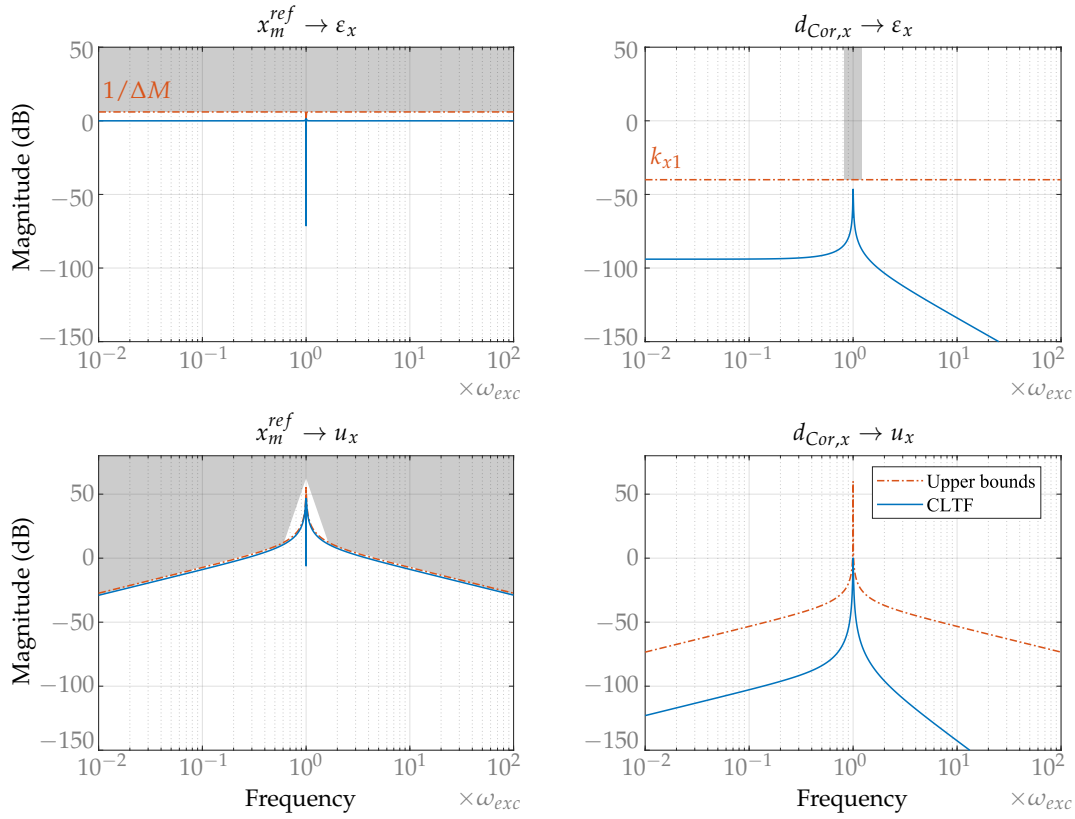 x_m^{ref} → ε_x
Magnitude (dB)
50
0
−50
−100
−150
1/ΔM
10^{−2} 10^{−1} 10^0 10^1 10^2
×ω_{exc}
d_{Cor,x} → ε_x
50
0
−50
−100
−150
k_{x1}
10^{−2} 10^{−1} 10^0 10^1 10^2
×ω_{exc}
x_m^{ref} → u_x
Magnitude (dB)
50
0
−50
−100
−150
10^{−2} 10^{−1} 10^0 10^1 10^2
Frequency
×ω_{exc}
d_{Cor,x} → u_x
Upper bounds
CLTF
50
0
−50
−100
−150
10^{−2} 10^{−1} 10^0 10^1 10^2
Frequency
×ω_{exc}